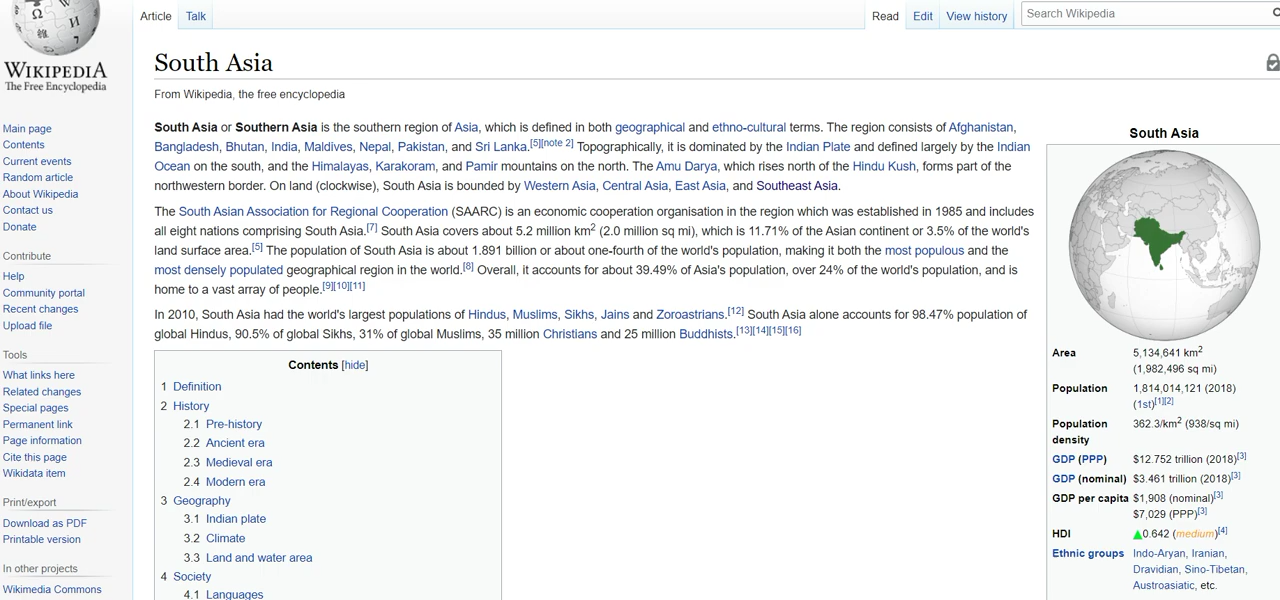 Article
Talk
Read
Edit
View history
Search Wikipedia
WIKIPEDIA
The Free Encyclopedia
Main page
Contents
Current events
Random article
About Wikipedia
Contact us
Donate
Contribute
Help
Community portal
Recent changes
Upload file
Tools
What links here
Related changes
Special pages
Permanent link
Page information
Cite this page
Wikidata item
Print/export
Download as PDF
Printable version
In other projects
Wikimedia Commons
South Asia
From Wikipedia, the free encyclopedia
South Asia or Southern Asia is the southern region of Asia, which is defined in both geographical and ethno-cultural terms. The region consists of Afghanistan,
Bangladesh, Bhutan, India, Maldives, Nepal, Pakistan, and Sri Lanka.[5][note 2] Topographically, it is dominated by the Indian Plate and defined largely by the Indian
Ocean on the south, and the Himalayas, Karakoram, and Pamir mountains on the north. The Amu Darya, which rises north of the Hindu Kush, forms part of the
northwestern border. On land (clockwise), South Asia is bounded by Western Asia, Central Asia, East Asia, and Southeast Asia.
The South Asian Association for Regional Cooperation (SAARC) is an economic cooperation organisation in the region which was established in 1985 and includes
all eight nations comprising South Asia.[7] South Asia covers about 5.2 million km2 (2.0 million sq mi), which is 11.71% of the Asian continent or 3.5% of the world's
land surface area.[5] The population of South Asia is about 1.891 billion or about one-fourth of the world's population, making it both the most populous and the
most densely populated geographical region in the world.[8] Overall, it accounts for about 39.49% of Asia's population, over 24% of the world's population, and is
home to a vast array of people.[9][10][11]
In 2010, South Asia had the world's largest populations of Hindus, Muslims, Sikhs, Jains and Zoroastrians.[12] South Asia alone accounts for 98.47% population of
global Hindus, 90.5% of global Sikhs, 31% of global Muslims, 35 million Christians and 25 million Buddhists.[13][14][15][16]
Contents [hide]
1 Definition
2 History
2.1 Pre-history
2.2 Ancient era
2.3 Medieval era
2.4 Modern era
3 Geography
3.1 Indian plate
3.2 Climate
3.3 Land and water area
4 Society
4.1 Languages
South Asia
Area 5,134,641 km2
(1,982,496 sq mi)
Population 1,814,014,121 (2018)
(1st)[1][2]
Population 362.3/km2 (938/sq mi)
density
GDP (PPP) $12.752 trillion (2018)[3]
GDP (nominal) $3.461 trillion (2018)[3]
GDP per capita $1,908 (nominal)[3]
$7,029 (PPP)[3]
HDI ▲0.642 (medium)[4]
Ethnic groups Indo-Aryan, Iranian,
Dravidian, Sino-Tibetan,
Austroasiatic, etc.